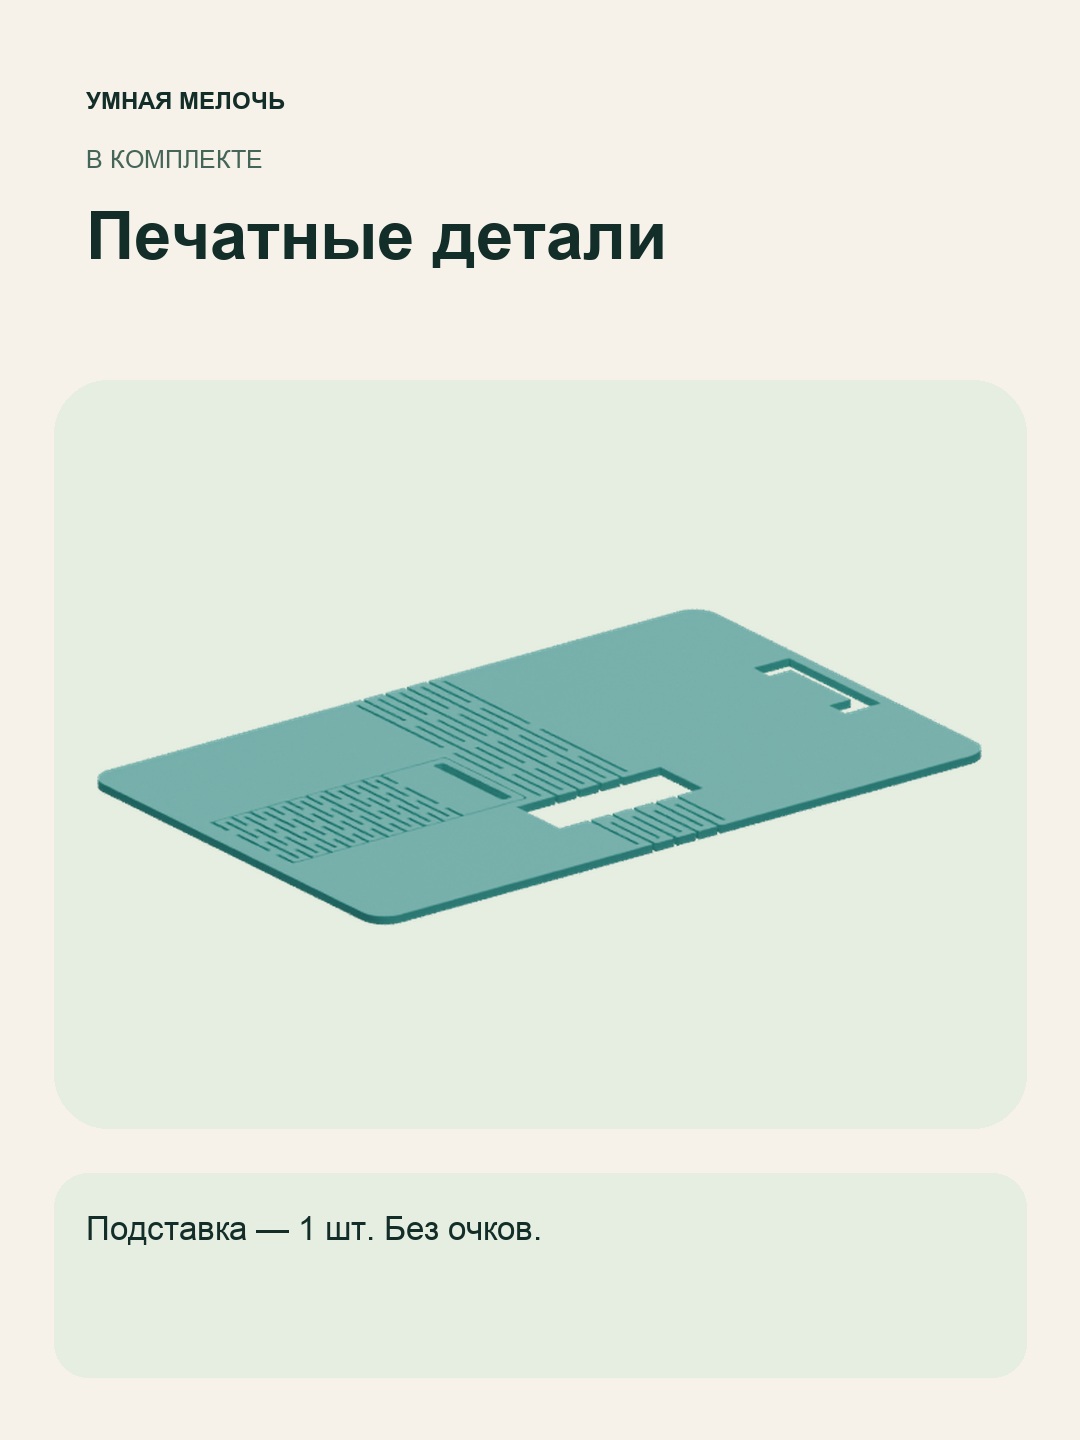 УМНАЯ МЕЛОЧЬ
В КОМПЛЕКТЕ
Печатные детали
Подставка — 1 шт. Без очков.